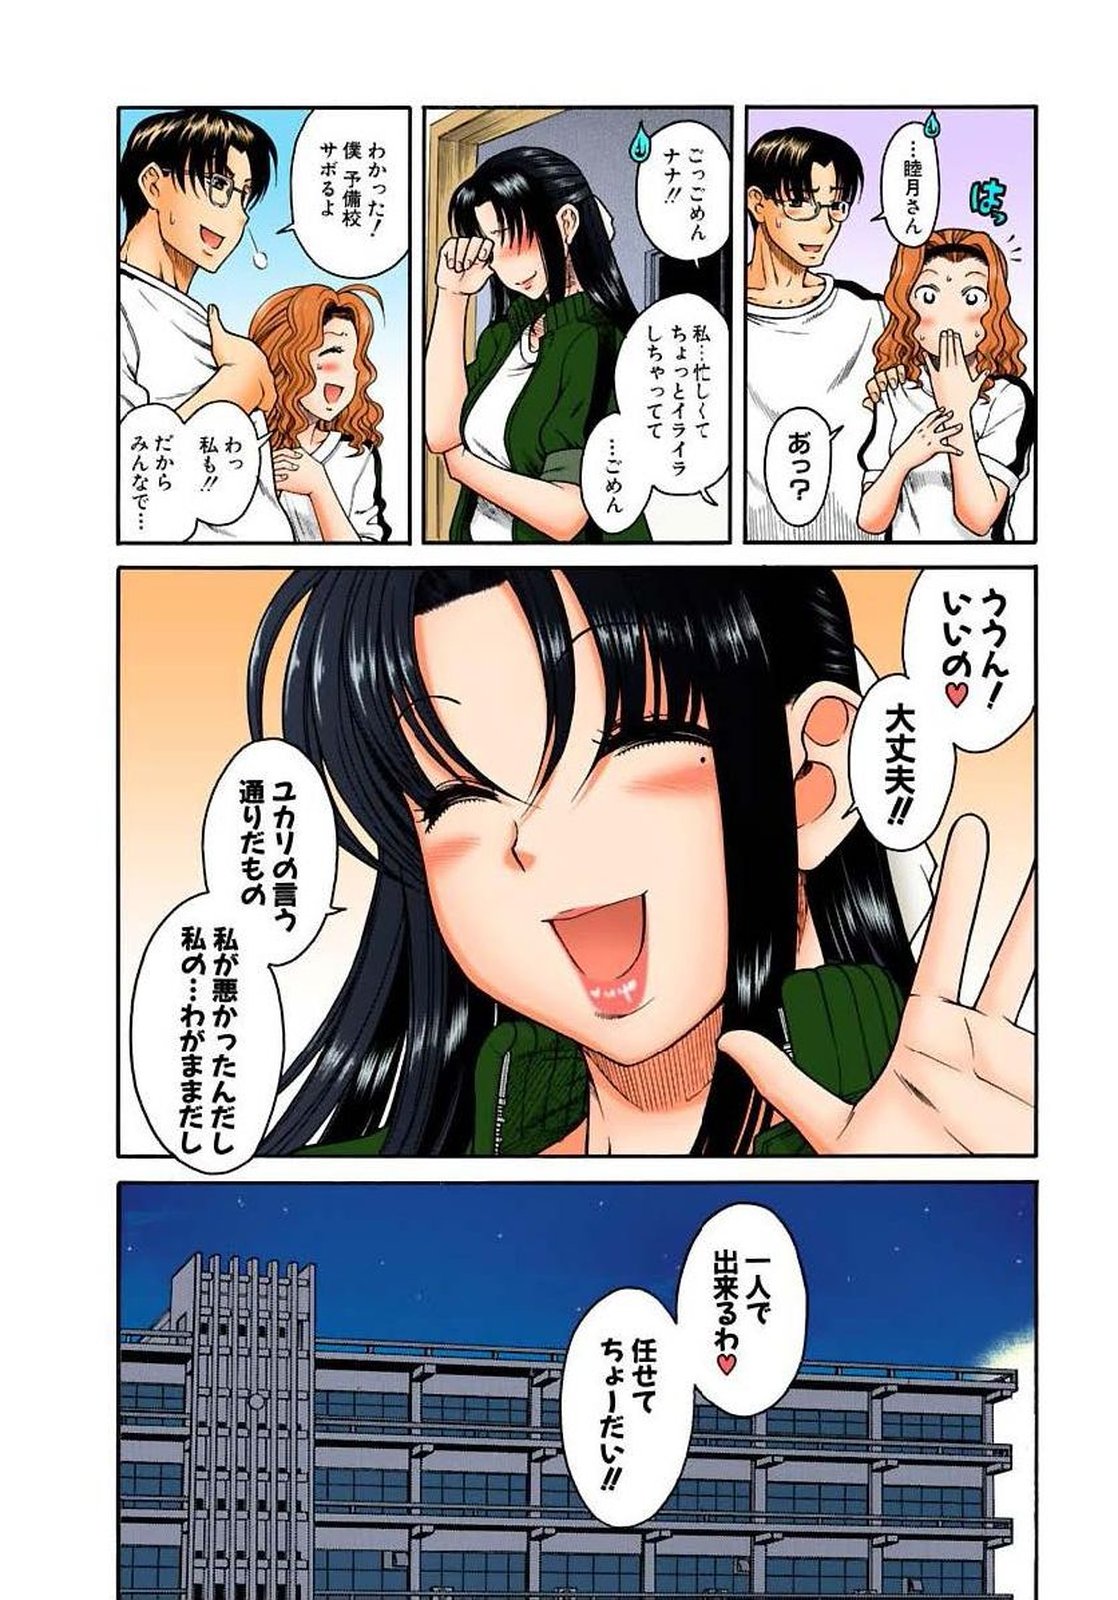 …睦月さん
はっ
あっ?
ごっごめん
ナナ!!
私…忙しくて
ちょっとイライラ
しちゃってて
…ごめん
わかった!
僕 予備校
サボるよ
わっ
私も!!
だから
みんなで…
ううん!
いいの♥
大丈夫!!
ユカリの言う
通りだもの
私が悪かったんだし
私の…わがままだし
一人で
出来るわ♥
任せて
ちょーだい!!